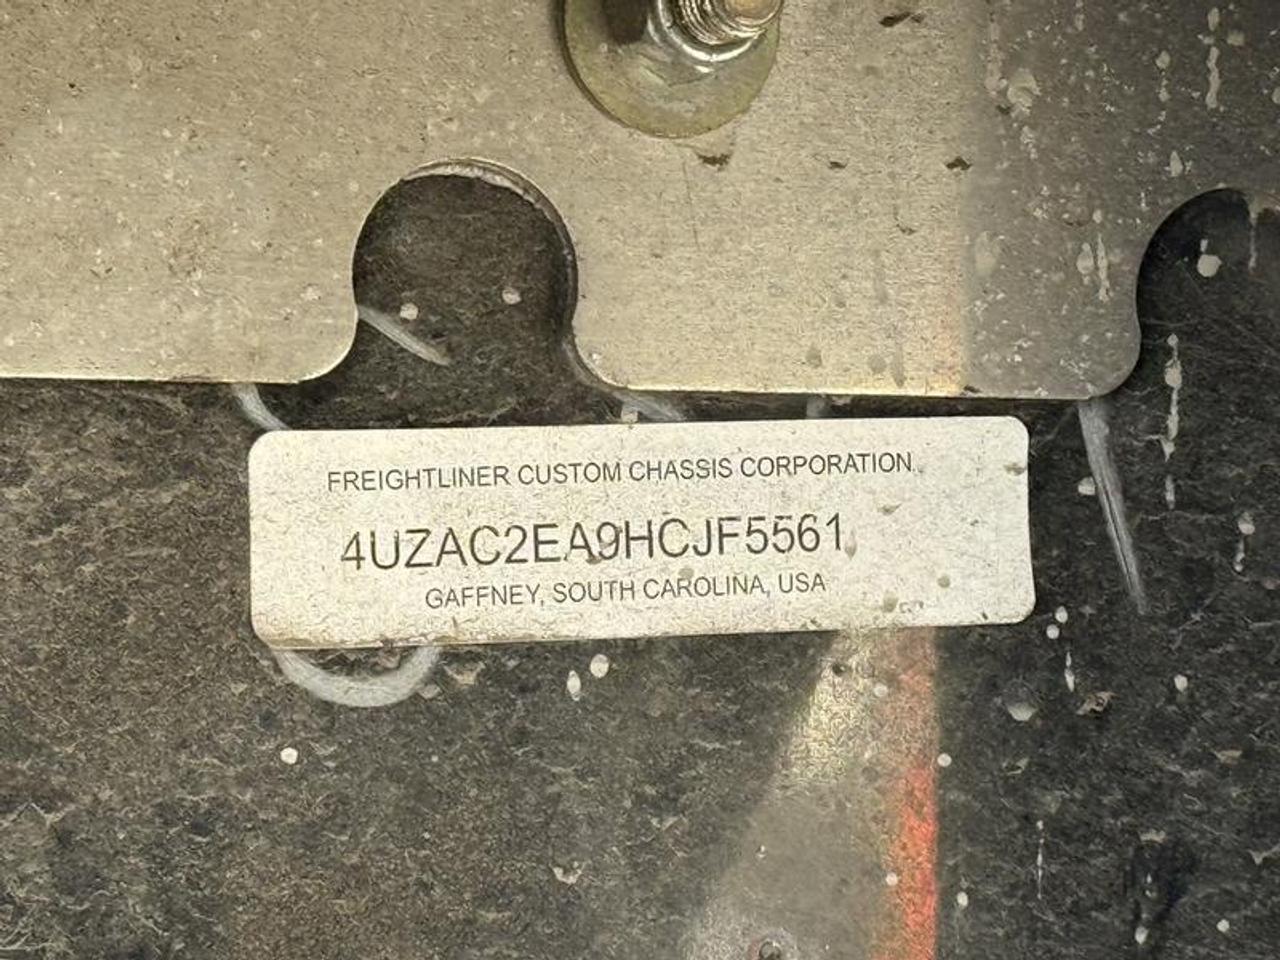 FREIGHTLINER CUSTOM CHASSIS CORPORATION
4UZAC2EA9HCJF5561
GAFFNEY, SOUTH CAROLINA, USA